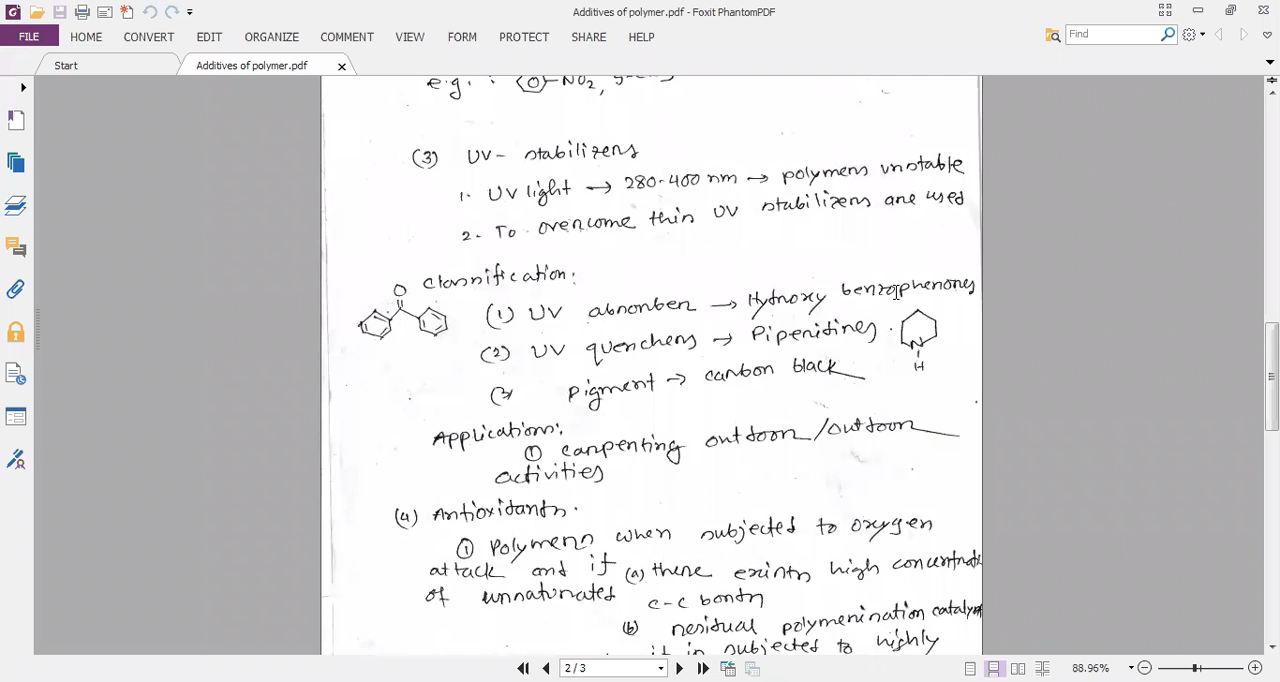 Additives of polymer.pdf - Foxit PhantomPDF
FILE HOME CONVERT EDIT ORGANIZE COMMENT VIEW FORM PROTECT SHARE HELP
Find
Start Additives of polymer.pdf
e.g. : NO2,
(3) UV- stabilizers
1. UV light → 280-400 nm → polymers unstable
2. To overcome this UV stabilizers are used
Classification:
O
(1) UV absorber → Hydroxy benzophenones
(2) UV quenchers → Piperidines.
N
H
(3) pigment → carbon black
Applications:
① carpenting outdoor/outdoor
activities
(4) Antioxidants.
① Polymers when subjected to oxygen
attack and if (a) there exists high concentrati
of unsaturated c-c bonds
(b) residual polymerisation catalys
it is subjected to highly
2 / 3
88.96%